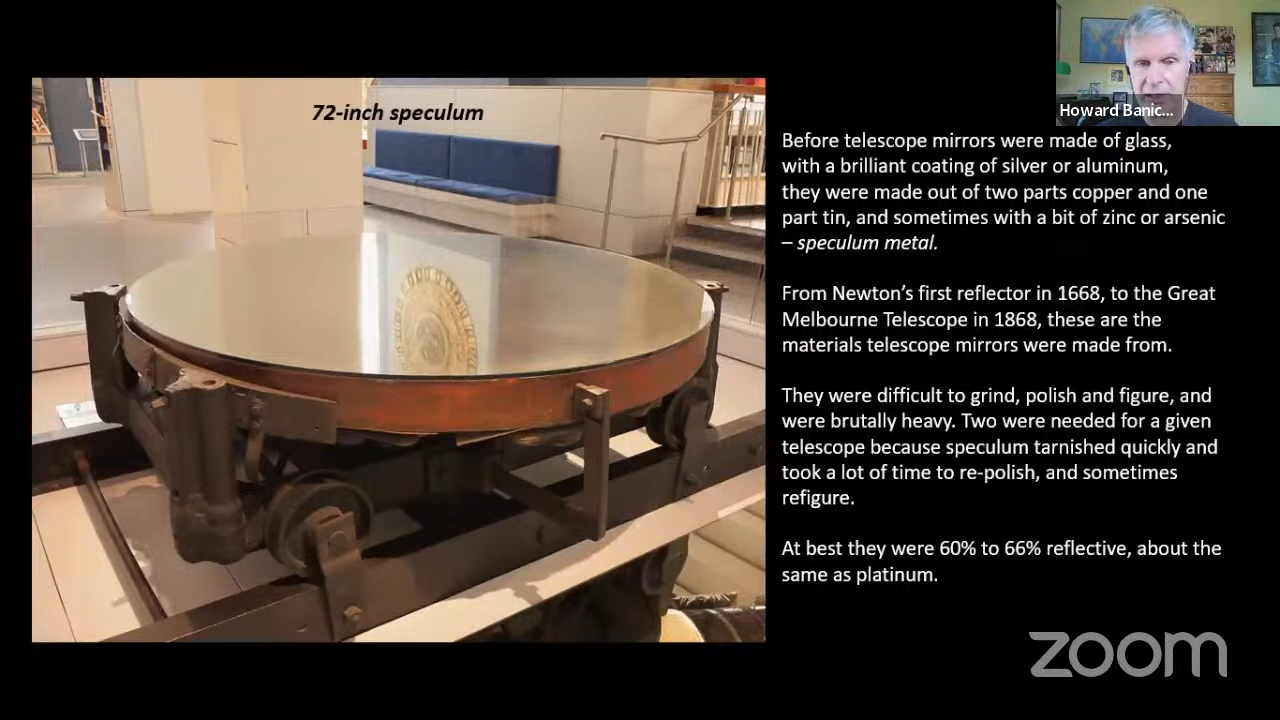 72-inch speculum
Howard Banic...
Before telescope mirrors were made of glass,
with a brilliant coating of silver or aluminum,
they were made out of two parts copper and one
part tin, and sometimes with a bit of zinc or arsenic
– speculum metal.
From Newton’s first reflector in 1668, to the Great
Melbourne Telescope in 1868, these are the
materials telescope mirrors were made from.
They were difficult to grind, polish and figure, and
were brutally heavy. Two were needed for a given
telescope because speculum tarnished quickly and
took a lot of time to re-polish, and sometimes
refigure.
At best they were 60% to 66% reflective, about the
same as platinum.
zoom